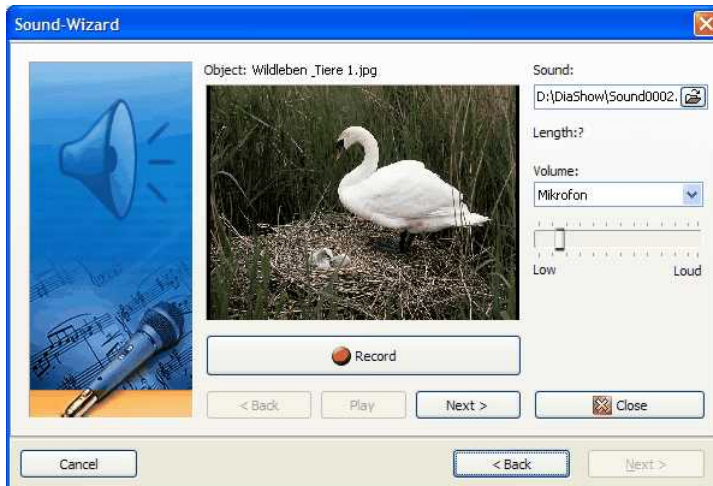 Sound-Wizard
Object: Wildleben _Tiere 1.jpg
Sound:
D:\DiaShow\Sound0002.
Length:?
Volume:
Mikrofon
Low Loud
Record
< Back Play Next > Close
Cancel < Back Next >